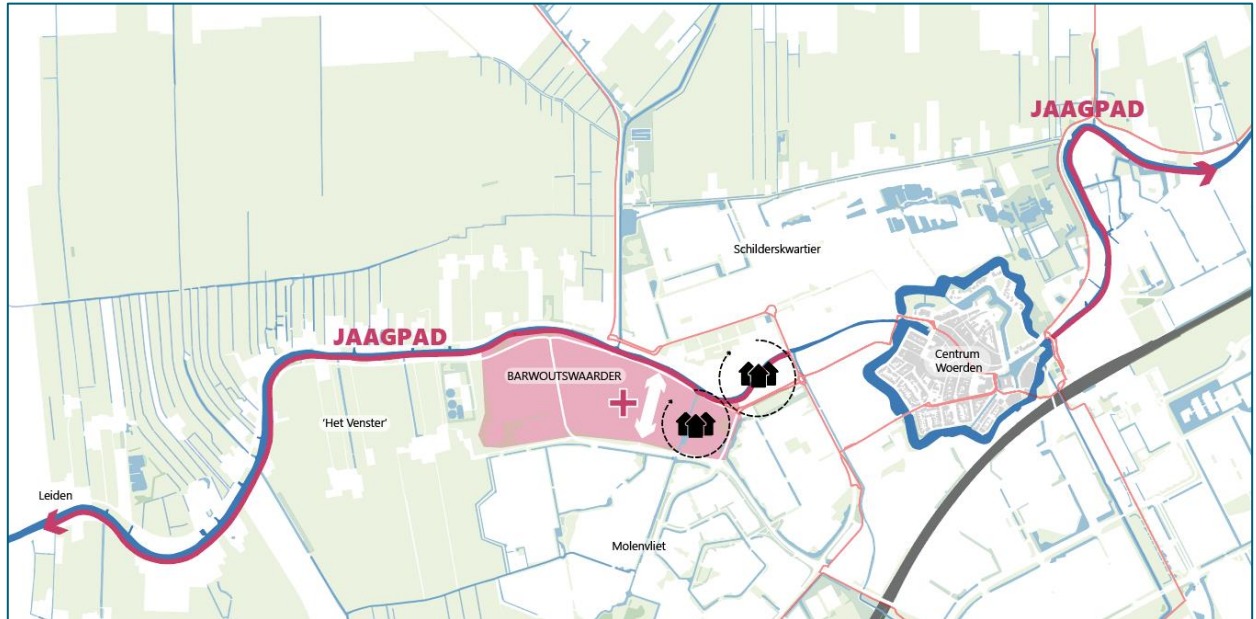 JAAGPAD
Schilderskwartier
JAAGPAD
Centrum
Woerden
BARWOUTSWAARDER
'Het Venster'
Leiden
Molenvliet